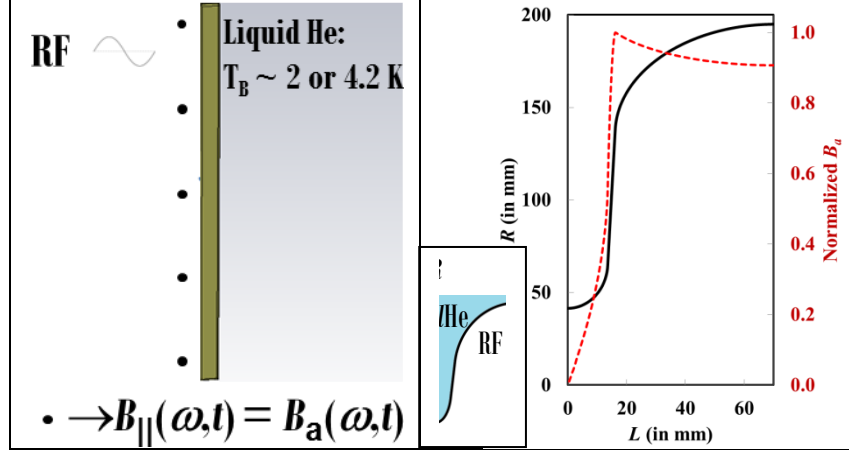 RF
Liquid He:
T_B ~ 2 or 4.2 K
• →B_||(ω,t) = B_a(ω,t)
He
RF
200
150
100
50
0
R (in mm)
0
20
40
60
L (in mm)
1.0
0.8
0.6
0.4
0.2
0.0
Normalized B_a